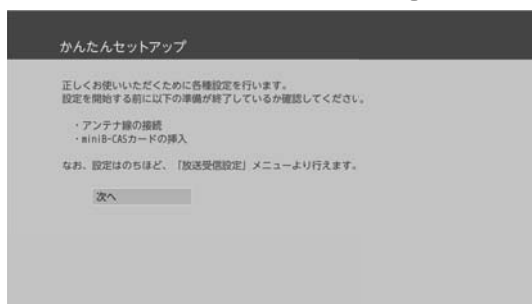 かんたんセットアップ
正しくお使いいただくために各種設定を行います。
設定を開始する前に以下の準備が終了しているか確認してください。
・アンテナ線の接続
・miniB-CASカードの挿入
なお、設定はのちほど、「放送受信設定」メニューより行えます。
次へ